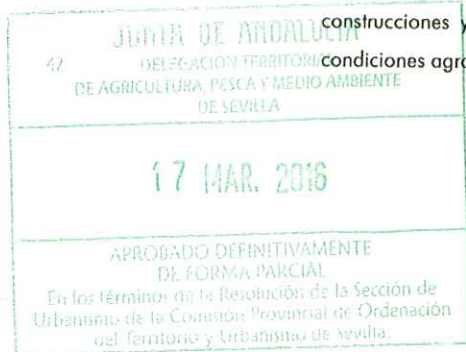 construcciones y
condiciones agro
JUNTA DE ANDALUCIA
42
DELEGACIÓN TERRITORIAL
DE AGRICULTURA, PESCA Y MEDIO AMBIENTE
DE SEVILLA
17 MAR. 2016
APROBADO DEFINITIVAMENTE
DE FORMA PARCIAL
En los términos de la Resolución de la Sección de
Urbanismo de la Comisión Provincial de Ordenación
del Territorio y Urbanismo de Sevilla.